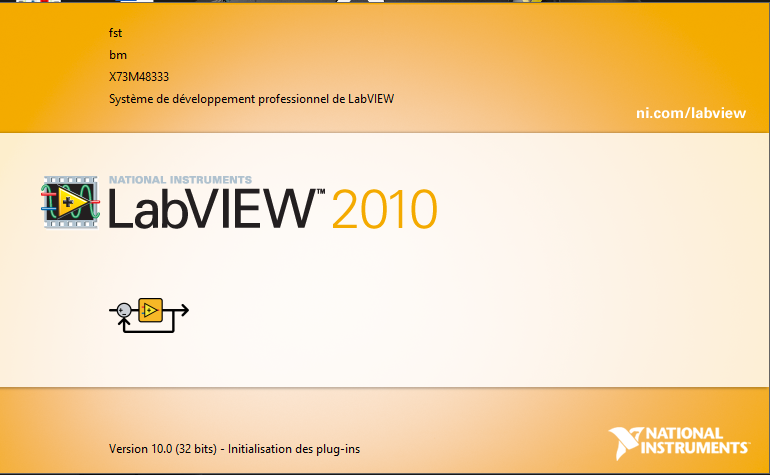 fst
bm
X73M48333
Système de développement professionnel de LabVIEW
ni.com/labview
NATIONAL INSTRUMENTS
LabVIEW™ 2010
Version 10.0 (32 bits) - Initialisation des plug-ins
NATIONAL
INSTRUMENTS™